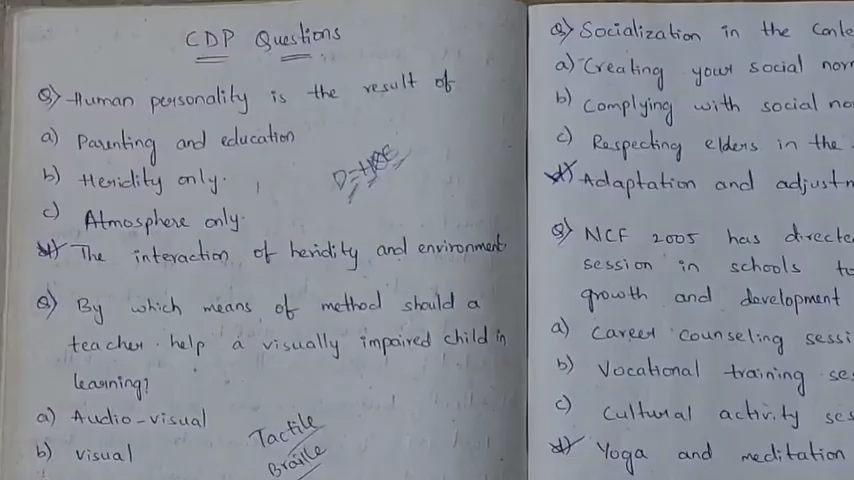 CDP Questions
Q) Human personality is the result of
a) Parenting and education
b) Heridity only.
c) Atmosphere only.
d) The interaction of heridity and environment.
Q) By which means of method should a
teacher help a visually impaired child in
learning?
a) Audio-visual
b) visual
Tactile
Braille
Q) Socialization in the
a) Creating your social
b) Complying with social
c) Respecting elders in the
d) Adaptation and
Q) NCF 2005 has
session in schools to
growth and development
a) Career counseling
b) Vocational training
c) Cultural activity
d) Yoga and meditation